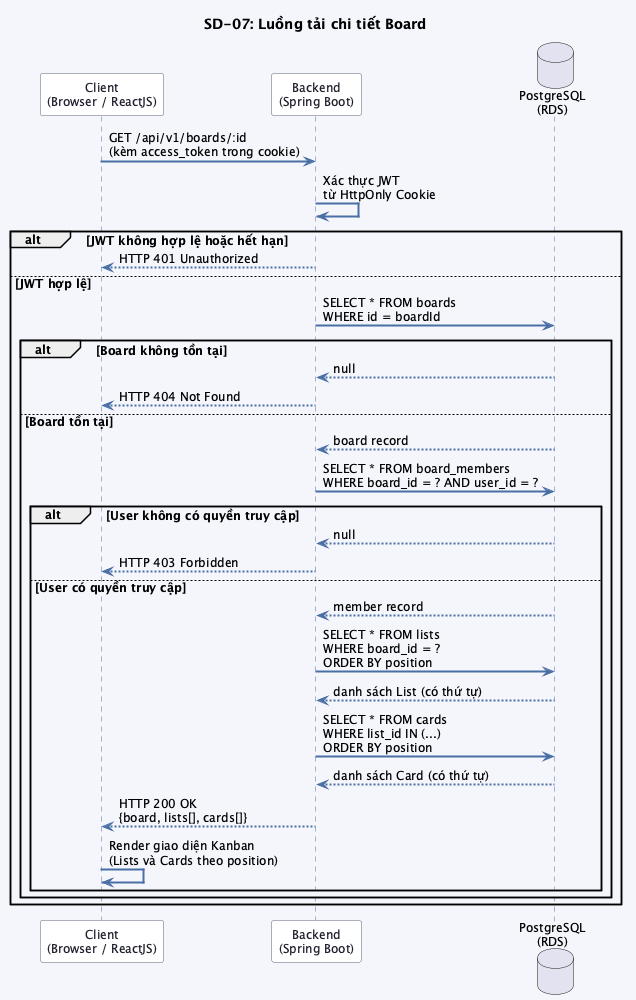 SD-07: Luồng tải chi tiết Board
Client
(Browser / ReactJS)
Backend
(Spring Boot)
PostgreSQL
(RDS)
GET /api/v1/boards/:id
(kèm access_token trong cookie)
Xác thực JWT
từ HttpOnly Cookie
alt
[JWT không hợp lệ hoặc hết hạn]
HTTP 401 Unauthorized
[JWT hợp lệ]
SELECT * FROM boards
WHERE id = boardId
alt
[Board không tồn tại]
null
HTTP 404 Not Found
[Board tồn tại]
board record
SELECT * FROM board_members
WHERE board_id = ? AND user_id = ?
alt
[User không có quyền truy cập]
null
HTTP 403 Forbidden
[User có quyền truy cập]
member record
SELECT * FROM lists
WHERE board_id = ?
ORDER BY position
danh sách List (có thứ tự)
SELECT * FROM cards
WHERE list_id IN (...)
ORDER BY position
danh sách Card (có thứ tự)
HTTP 200 OK
{board, lists[], cards[]}
Render giao diện Kanban
(Lists và Cards theo position)
Client
(Browser / ReactJS)
Backend
(Spring Boot)
PostgreSQL
(RDS)